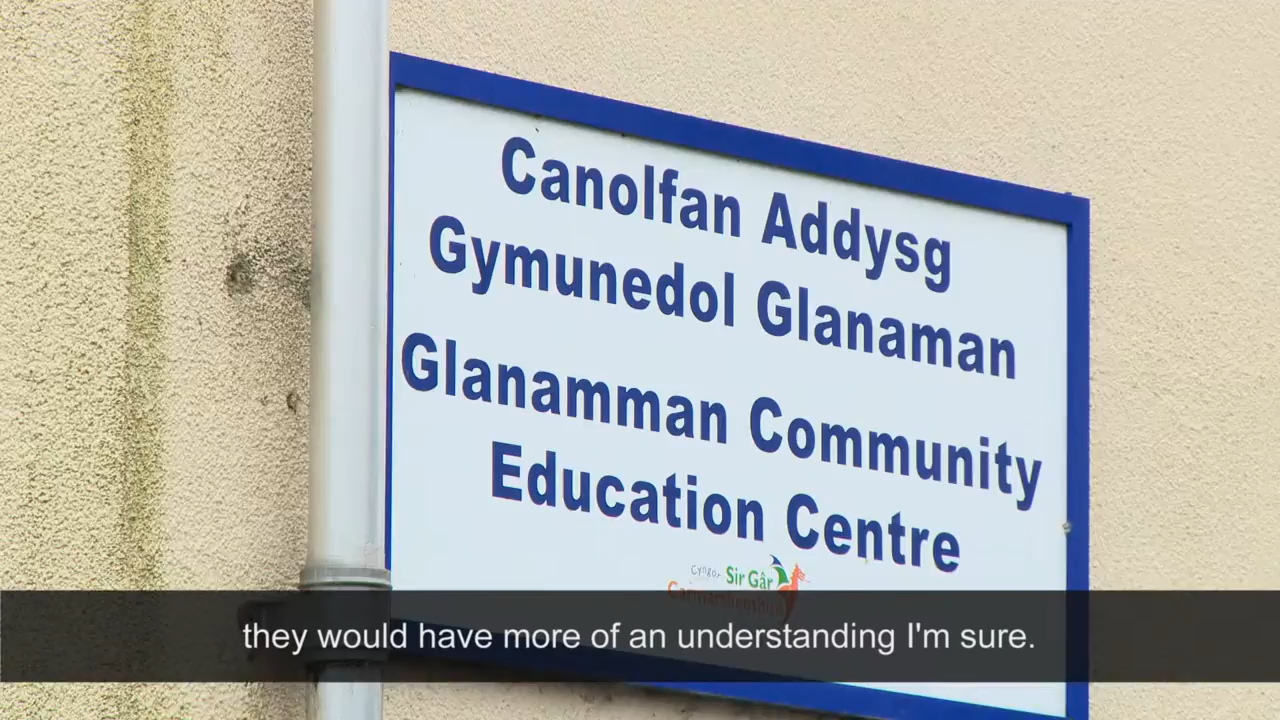 Canolfan Addysg
Gymunedol Glanaman
Glanamman Community
Education Centre
Cyngor Sir Gâr
Carmarthenshire
they would have more of an understanding I'm sure.